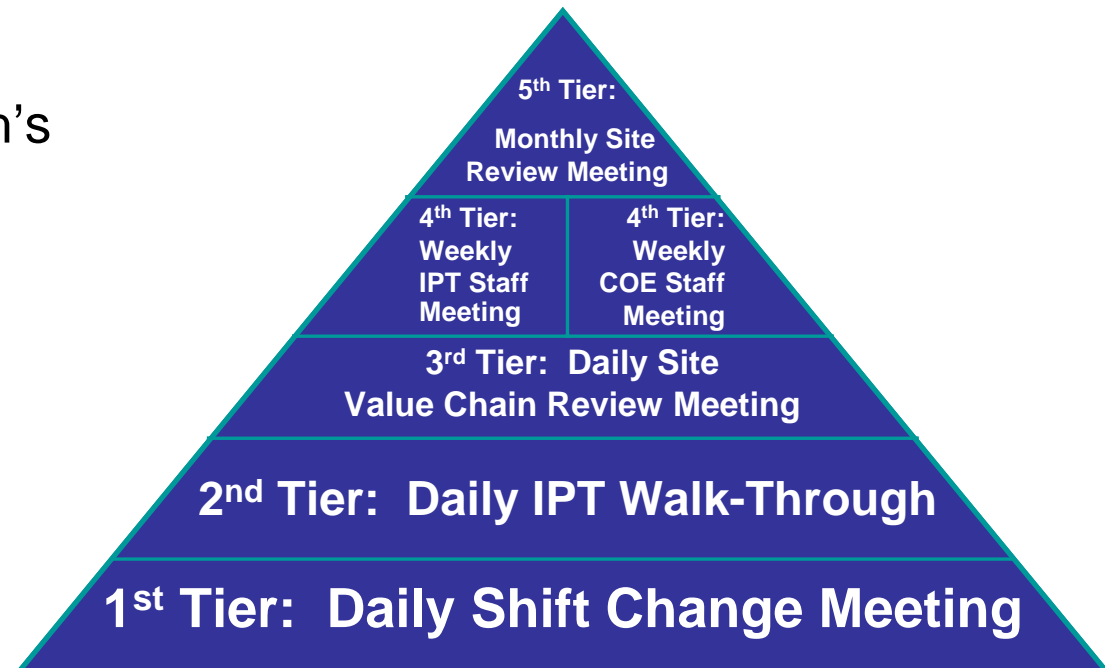 n's
5th Tier:
Monthly Site
Review Meeting
4th Tier:
Weekly
IPT Staff
Meeting
4th Tier:
Weekly
COE Staff
Meeting
3rd Tier: Daily Site
Value Chain Review Meeting
2nd Tier: Daily IPT Walk-Through
1st Tier: Daily Shift Change Meeting